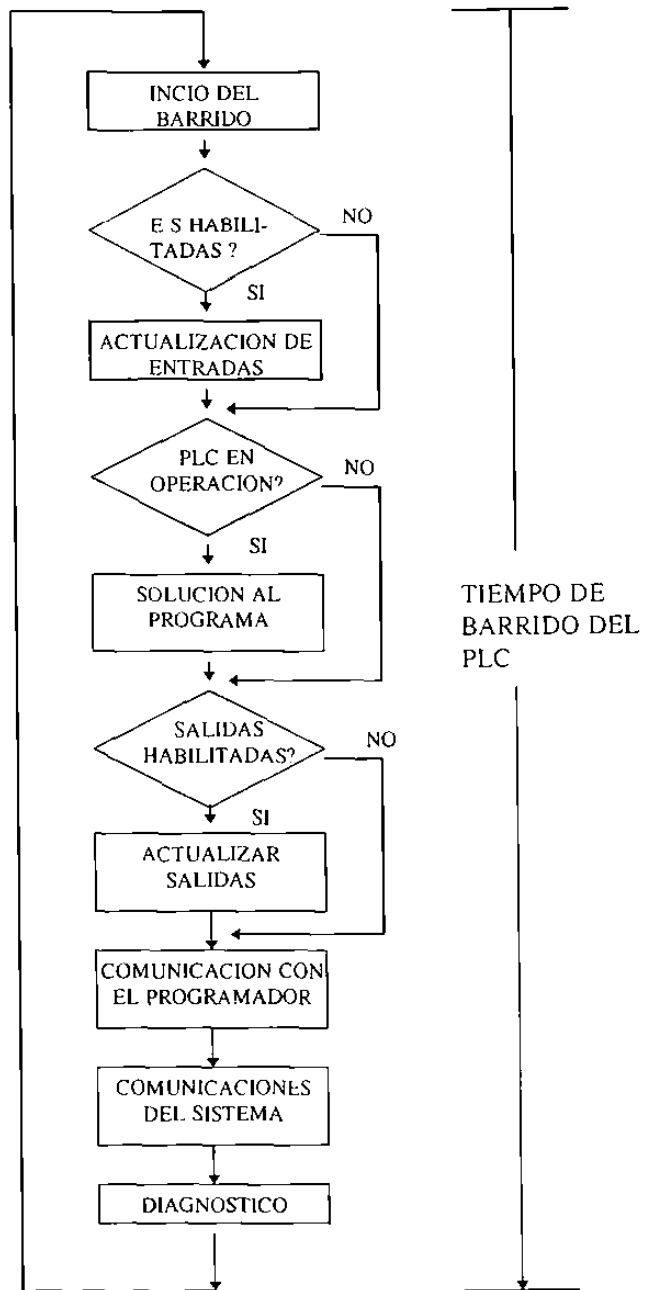 INCIO DEL
BARRIDO
E S HABILI-
TADAS ?
NO
SI
ACTUALIZACION DE
ENTRADAS
PLC EN
OPERACION?
NO
SI
SOLUCION AL
PROGRAMA
TIEMPO DE
BARRIDO DEL
PLC
SALIDAS
HABILITADAS?
NO
SI
ACTUALIZAR
SALIDAS
COMUNICACION CON
EL PROGRAMADOR
COMUNICACIONES
DEL SISTEMA
DIAGNOSTICO